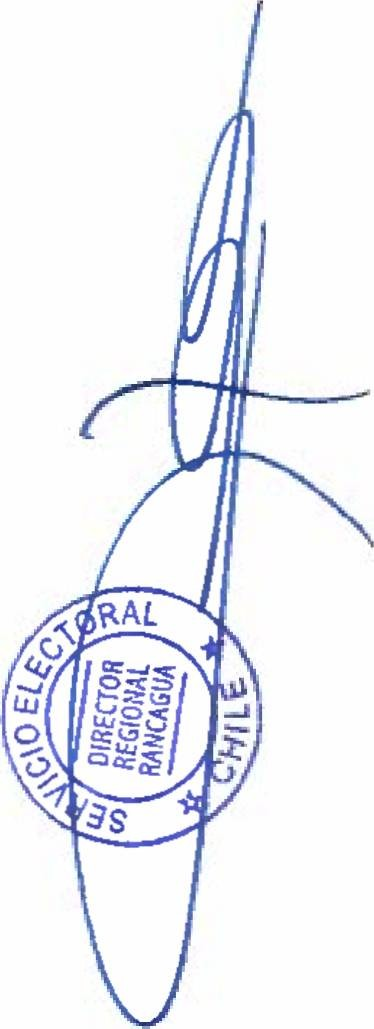 SERVICIO ELECTORAL
DIRECTOR
REGIONAL
RANCAGUA
★ CHILE ★